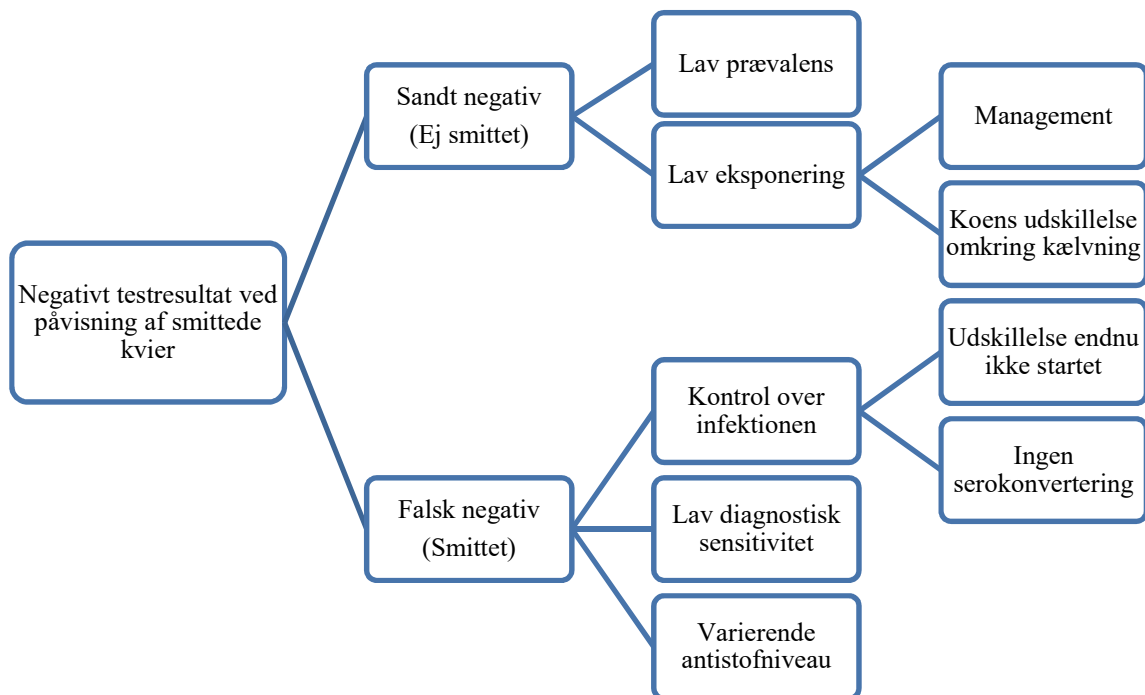 Negativt testresultat ved
påvisning af smittede
kvier
Sandt negativ
(Ej smittet)
Lav prævalens
Lav eksponering
Management
Koens udskillelse
omkring kælvning
Falsk negativ
(Smittet)
Kontrol over
infektionen
Udskillelse endnu
ikke startet
Ingen
serokonvertering
Lav diagnostisk
sensitivitet
Varierende
antistofniveau